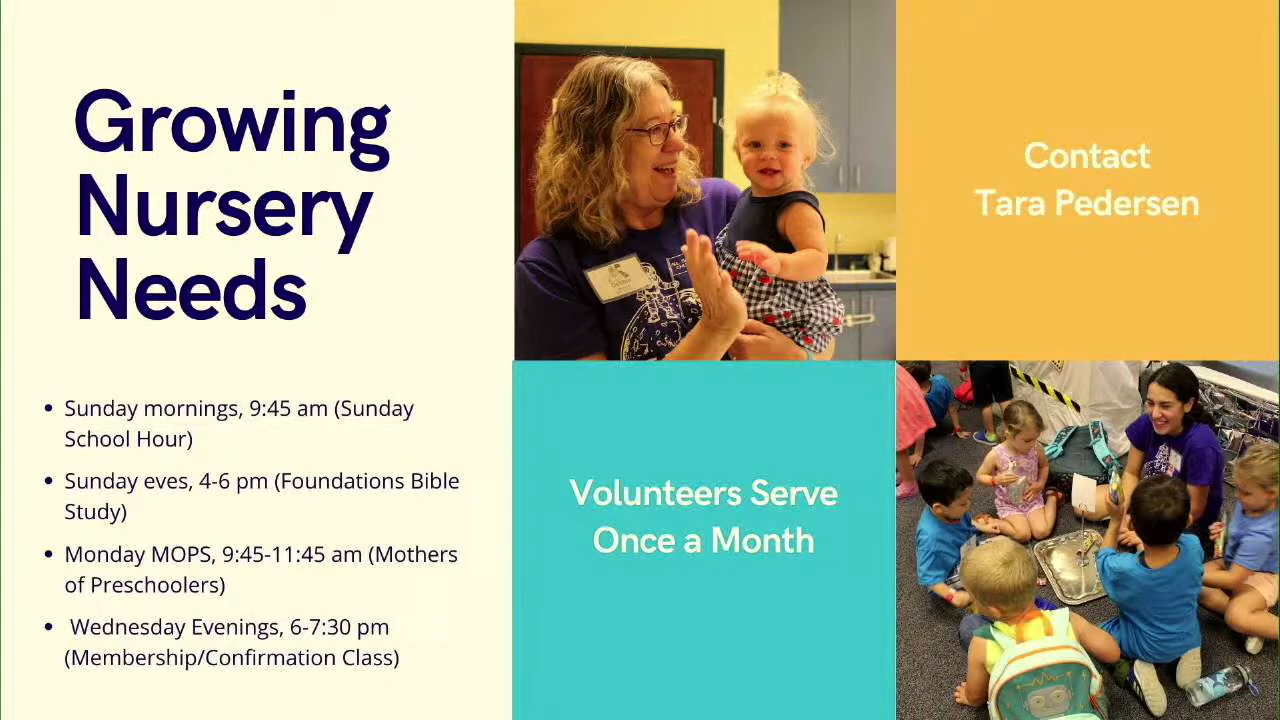 Growing
Nursery
Needs
• Sunday mornings, 9:45 am (Sunday
School Hour)
• Sunday eves, 4-6 pm (Foundations Bible
Study)
• Monday MOPS, 9:45-11:45 am (Mothers
of Preschoolers)
• Wednesday Evenings, 6-7:30 pm
(Membership/Confirmation Class)
Contact
Tara Pedersen
Volunteers Serve
Once a Month